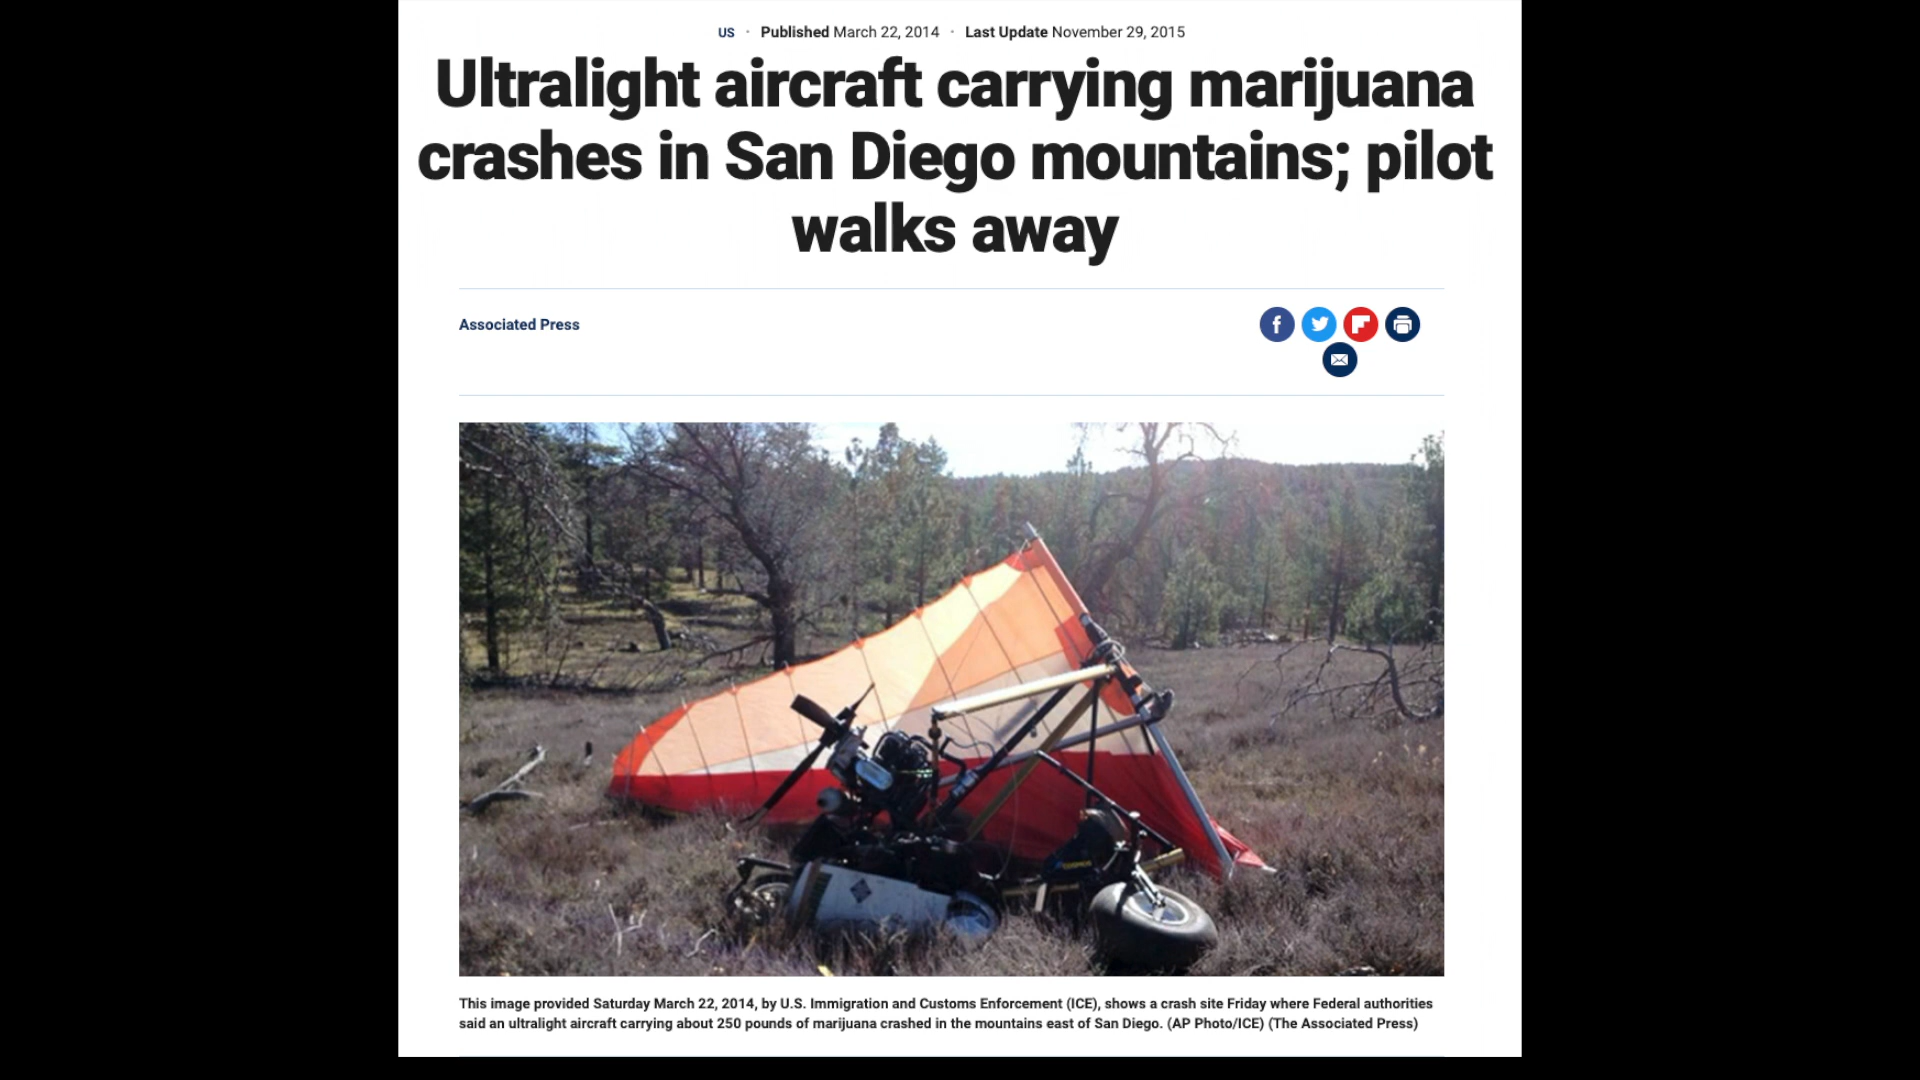 US · Published March 22, 2014 · Last Update November 29, 2015
Ultralight aircraft carrying marijuana
crashes in San Diego mountains; pilot
walks away
Associated Press
This image provided Saturday March 22, 2014, by U.S. Immigration and Customs Enforcement (ICE), shows a crash site Friday where Federal authorities
said an ultralight aircraft carrying about 250 pounds of marijuana crashed in the mountains east of San Diego. (AP Photo/ICE) (The Associated Press)